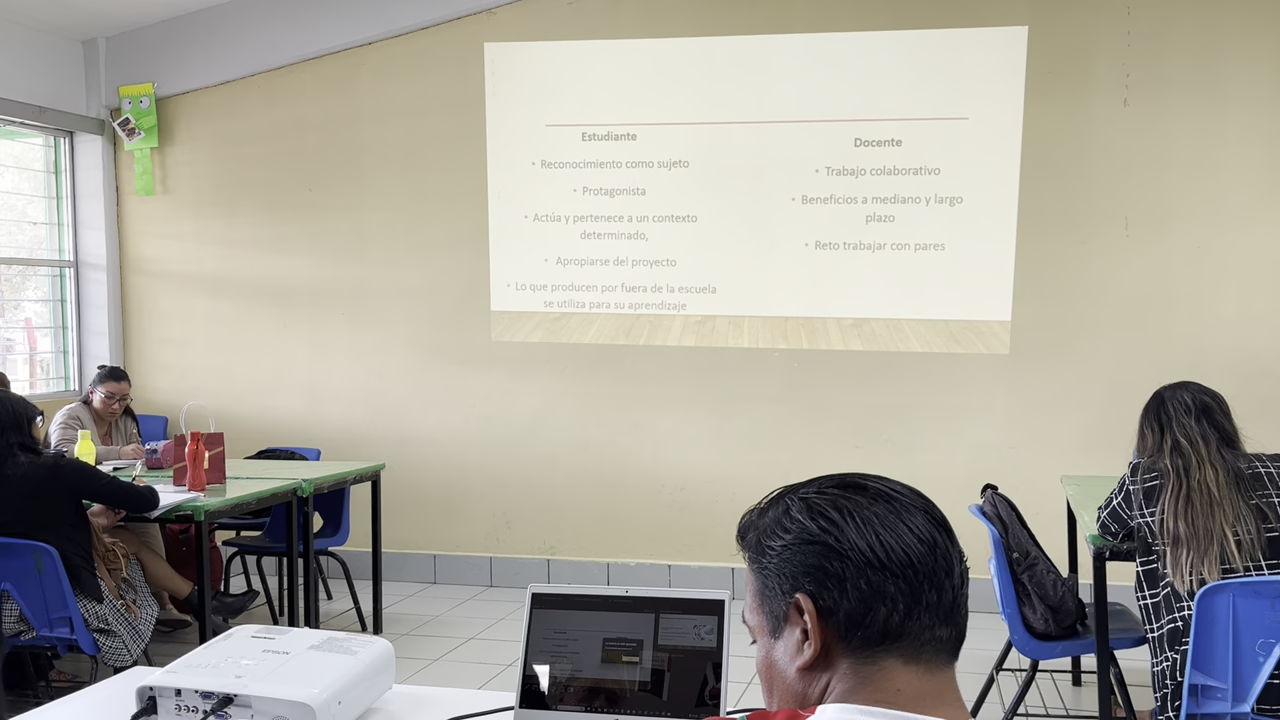 Estudiante
• Reconocimiento como sujeto
• Protagonista
• Actúa y pertenece a un contexto
determinado,
• Apropiarse del proyecto
• Lo que producen por fuera de la escuela
se utiliza para su aprendizaje
Docente
• Trabajo colaborativo
• Beneficios a mediano y largo
plazo
• Reto trabajar con pares
EPSON